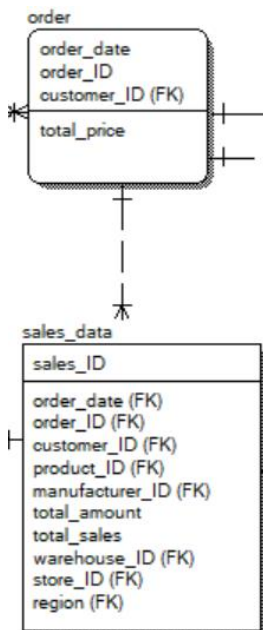 order
order_date
order_ID
customer_ID (FK)
total_price
sales_data
sales_ID
order_date (FK)
order_ID (FK)
customer_ID (FK)
product_ID (FK)
manufacturer_ID (FK)
total_amount
total_sales
warehouse_ID (FK)
store_ID (FK)
region (FK)